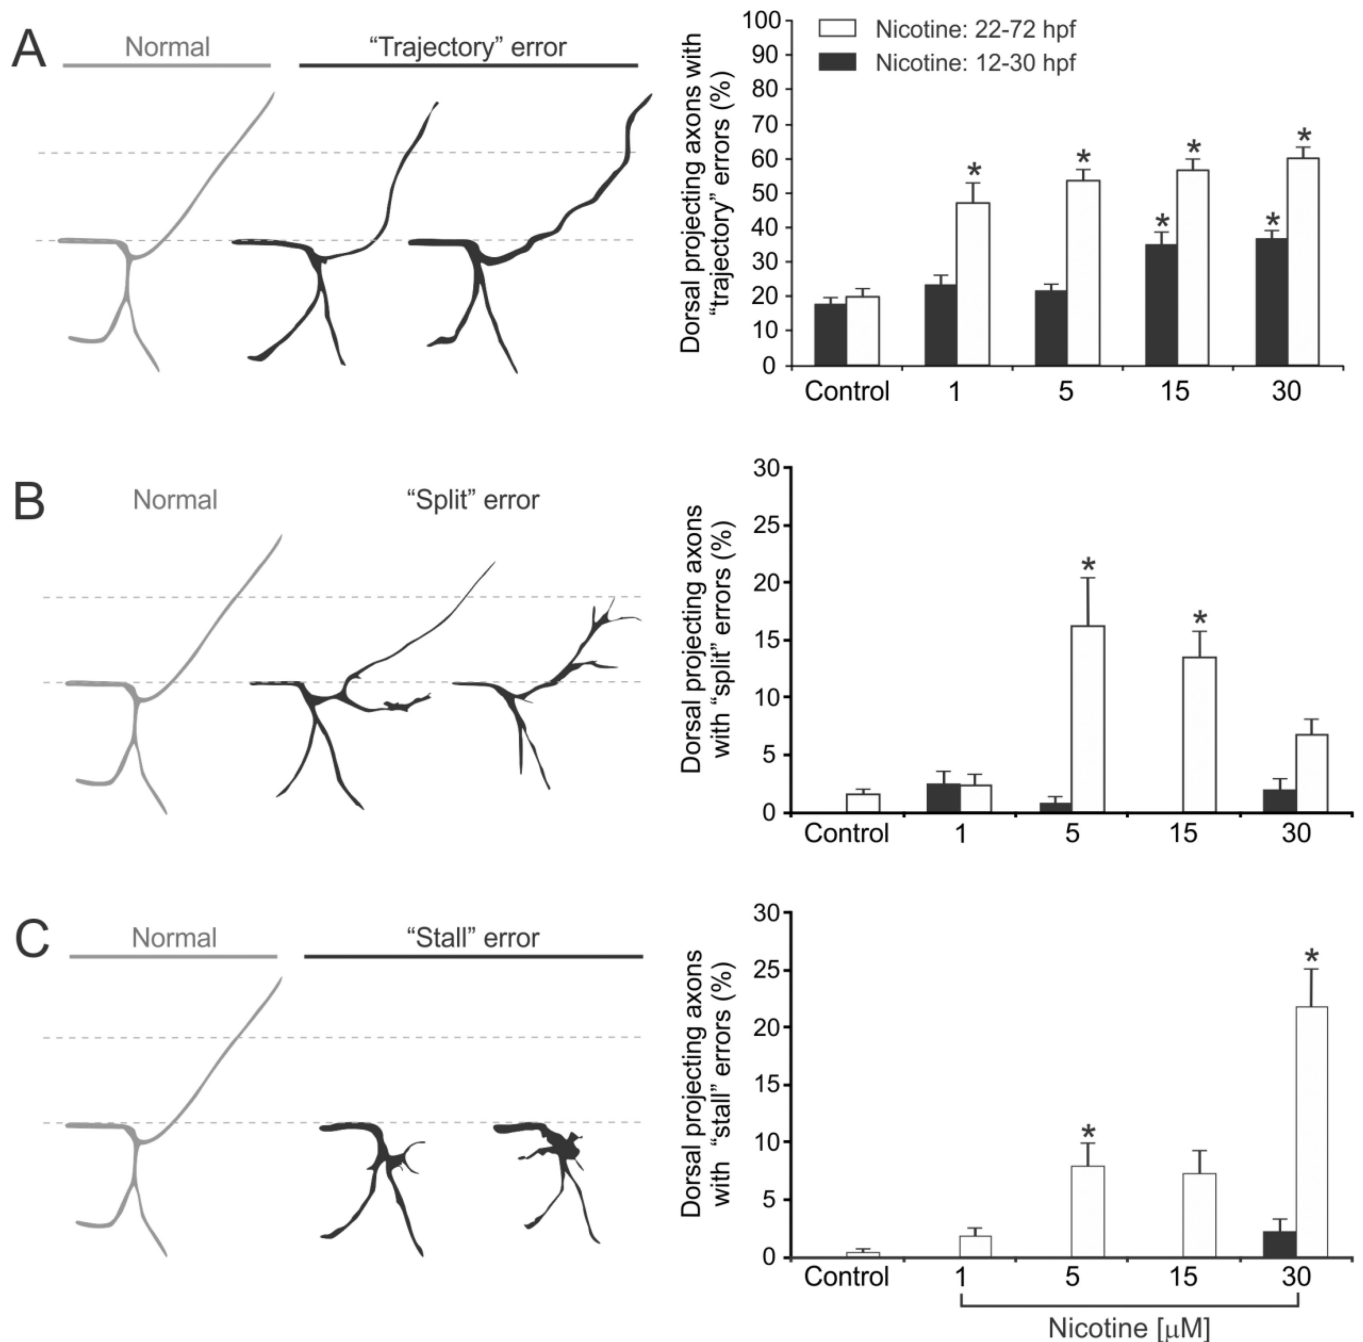 A
Normal
“Trajectory” error
Dorsal projecting axons with
“trajectory” errors (%)
100
90
80
70
60
50
40
30
20
10
0
Nicotine: 22-72 hpf
Nicotine: 12-30 hpf
*
*
*
*
*
*
Control
1
5
15
30
B
Normal
“Split” error
Dorsal projecting axons
with “split” errors (%)
30
25
20
15
10
5
0
*
*
Control
1
5
15
30
C
Normal
“Stall” error
Dorsal projecting axons
with “stall” errors (%)
30
25
20
15
10
5
0
*
*
Control
1
5
15
30
Nicotine [µM]